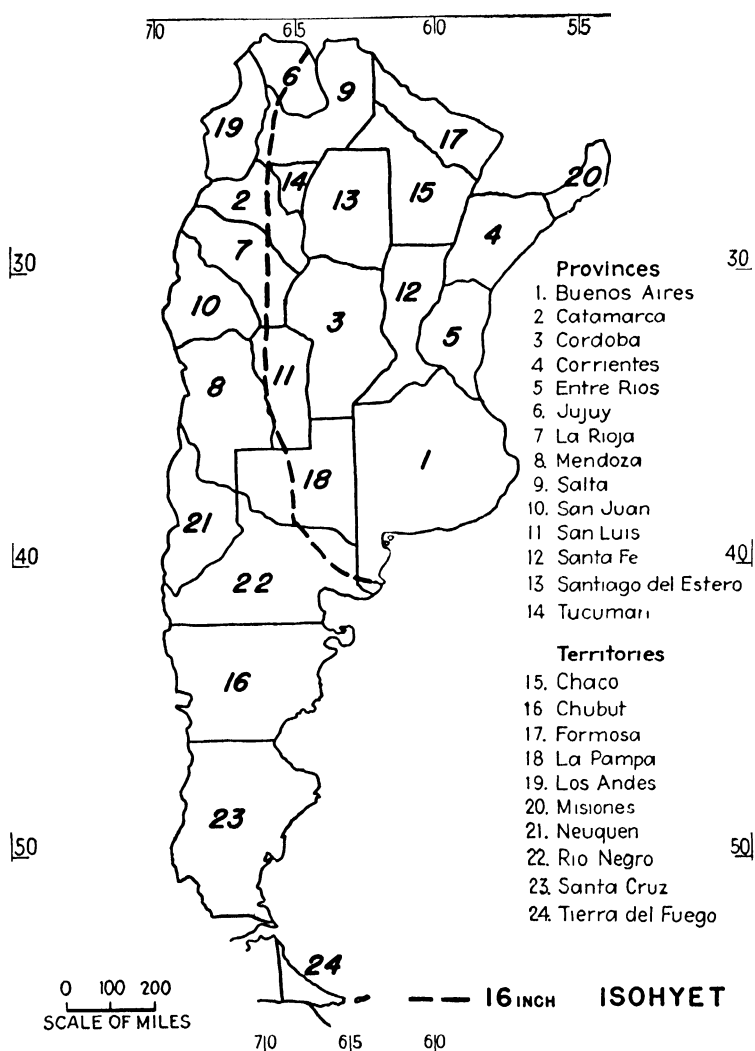 70 65 60 55
6
9
19
17
20
14
15
2
13
4
7
30 30
12
10
3
5
8
11
1
18
21
40 40
22
16
23
50 50
24
Provinces
1. Buenos Aires
2 Catamarca
3. Cordoba
4 Corrientes
5 Entre Rios
6. Jujuy
7 La Rioja
8. Mendoza
9. Salta
10. San Juan
11 San Luis
12 Santa Fe
13 Santiago del Estero
14 Tucuman
Territories
15. Chaco
16 Chubut
17. Formosa
18 La Pampa
19. Los Andes
20. Misiones
21. Neuquen
22. Rio Negro
23. Santa Cruz
24. Tierra del Fuego
0 100 200
SCALE OF MILES
16 INCH ISOHYET
70 65 60